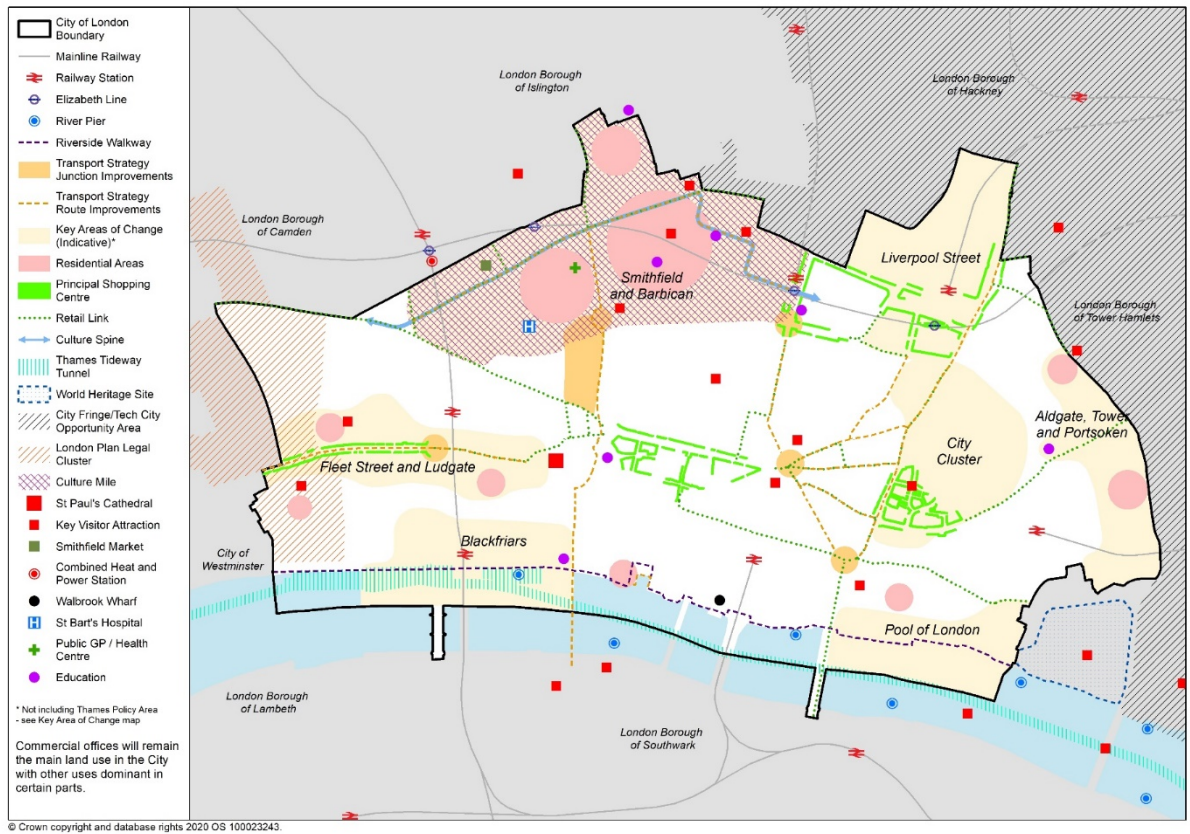 City of London
Boundary
Mainline Railway
Railway Station
Elizabeth Line
River Pier
Riverside Walkway
Transport Strategy
Junction Improvements
Transport Strategy
Route Improvements
Key Areas of Change
(Indicative)*
Residential Areas
Principal Shopping
Centre
Retail Link
Culture Spine
Thames Tideway
Tunnel
World Heritage Site
City Fringe/Tech City
Opportunity Area
London Plan Legal
Cluster
Culture Mile
St Paul's Cathedral
Key Visitor Attraction
Smithfield Market
Combined Heat and
Power Station
Walbrook Wharf
H
St Bart's Hospital
Public GP / Health
Centre
Education
* Not including Thames Policy Area
- see Key Area of Change map
Commercial offices will remain
the main land use in the City
with other uses dominant in
certain parts.
London Borough
of Islington
London Borough
of Hackney
London Borough
of Camden
Liverpool Street
Smithfield
and Barbican
London Borough
of Tower Hamlets
H
Aldgate, Tower
and Portsoken
City
Cluster
Fleet Street and Ludgate
Blackfriars
City of
Westminster
Pool of London
London Borough
of Lambeth
London Borough
of Southwark
© Crown copyright and database rights 2020 OS 100023243.